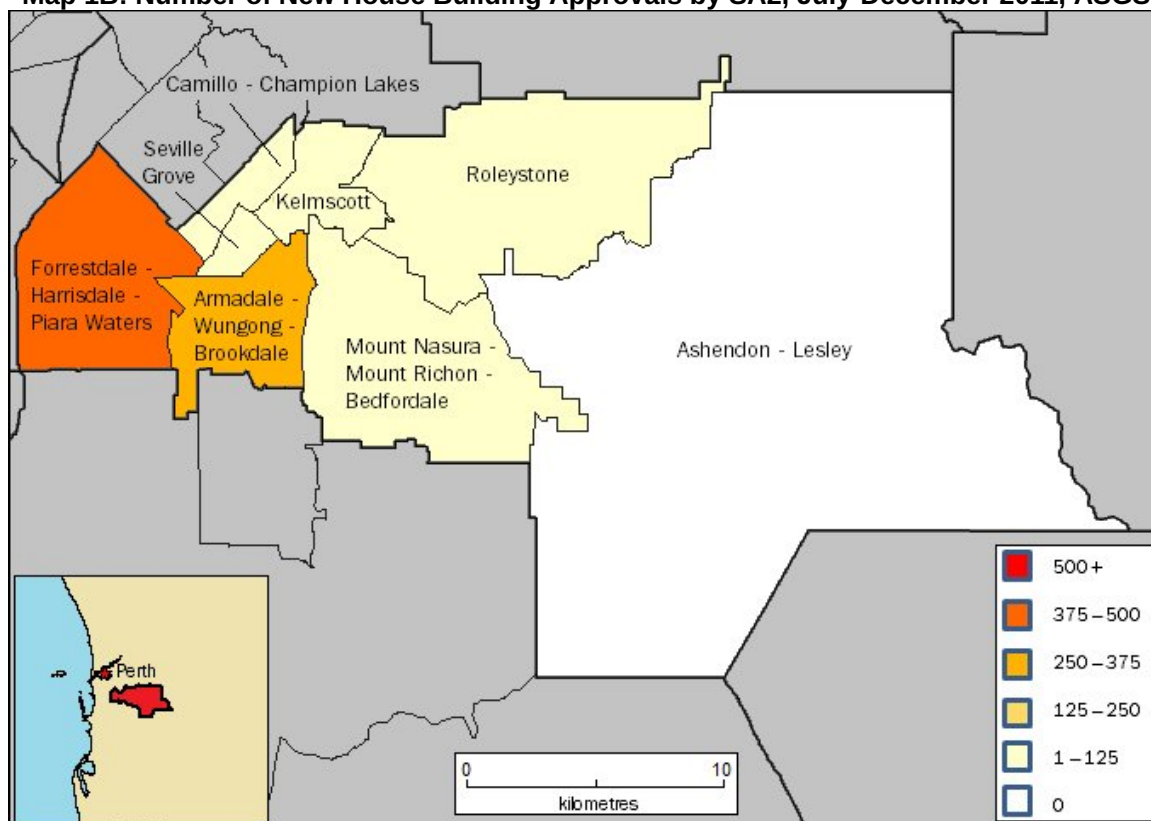 Map 1B: Number of New House Building Approvals by SA2, July-December 2011, ASGS
Camillo - Champion Lakes
Seville
Grove
Kelmscott
Roleystone
Forrestdale -
Harrisdale -
Piara Waters
Armadale -
Wungong -
Brookdale
Mount Nasura -
Mount Richon -
Bedfordale
Ashendon - Lesley
Perth
0 10
kilometres
500+
375–500
250–375
125–250
1–125
0